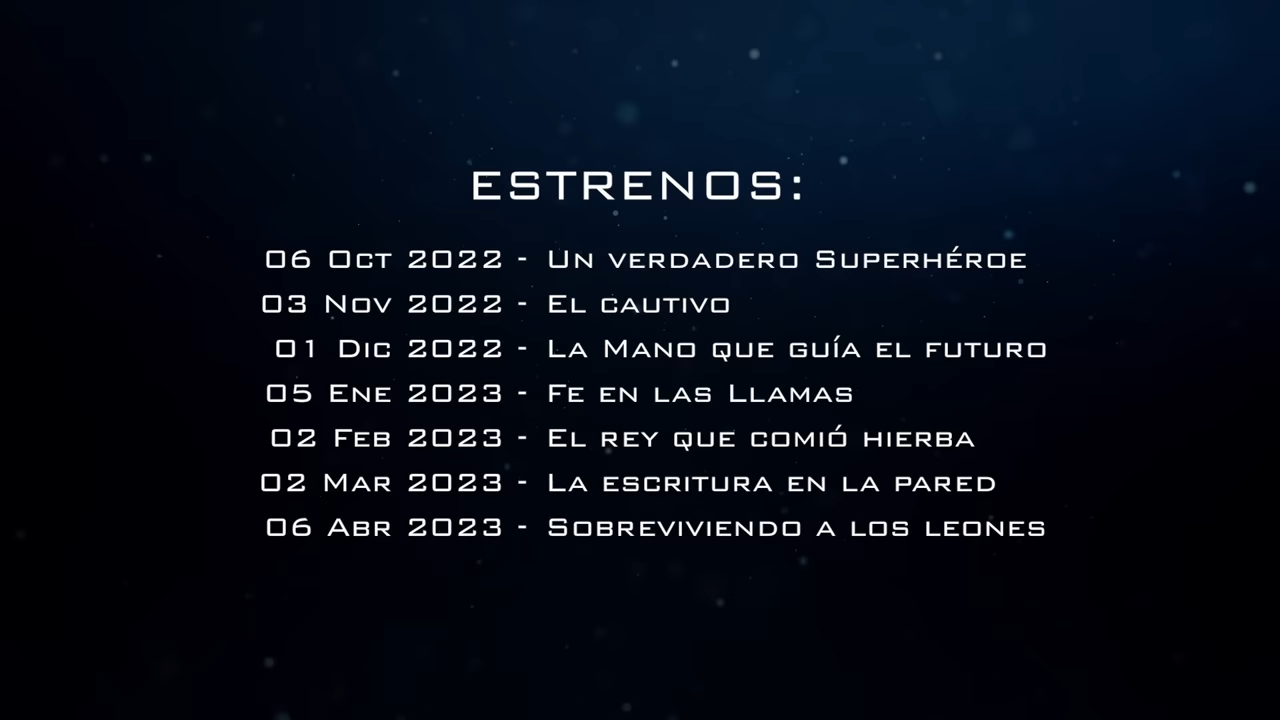 ESTRENOS:
06 Oct 2022 - Un verdadero Superhéroe
03 Nov 2022 - El cautivo
01 Dic 2022 - La Mano que guía el futuro
05 Ene 2023 - Fe en las Llamas
02 Feb 2023 - El rey que comió hierba
02 Mar 2023 - La escritura en la pared
06 Abr 2023 - Sobreviviendo a los leones